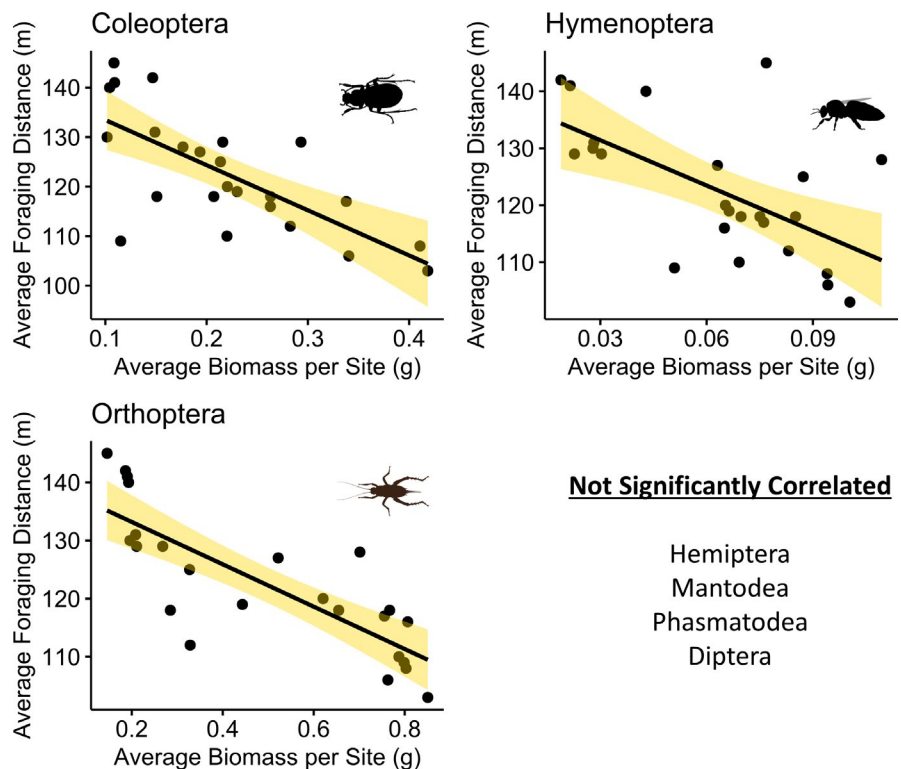 Coleoptera
Average Foraging Distance (m)
140
130
120
110
100
0.1 0.2 0.3 0.4
Average Biomass per Site (g)
Hymenoptera
Average Foraging Distance (m)
140
130
120
110
0.03 0.06 0.09
Average Biomass per Site (g)
Orthoptera
Average Foraging Distance (m)
140
130
120
110
0.2 0.4 0.6 0.8
Average Biomass per Site (g)
Not Significantly Correlated
Hemiptera
Mantodea
Phasmatodea
Diptera